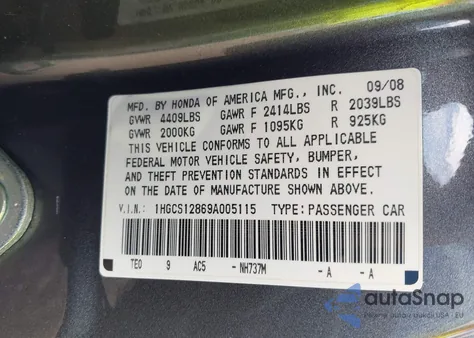 MFD. BY HONDA OF AMERICA MFG., INC. 09/08
GVWR 4409LBS GAWR F 2414LBS R 2039LBS
GVWR 2000KG GAWR F 1095KG R 925KG
THIS VEHICLE CONFORMS TO ALL APPLICABLE
FEDERAL MOTOR VEHICLE SAFETY, BUMPER,
AND THEFT PREVENTION STANDARDS IN EFFECT
ON THE DATE OF MANUFACTURE SHOWN ABOVE.
V.I.N.: 1HGCS12869A005115 TYPE: PASSENGER CAR
TE0 9 AC5 -NH737M -A -A
autoSnap